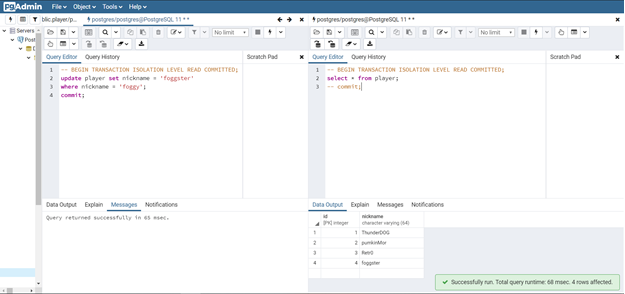 pgAdmin File Object Tools Help
Servers
blic.player/p...
postgres/postgres@PostgreSQL 11 * *
postgres/postgres@PostgreSQL 11 * *
No limit
No limit
Query Editor Query History Scratch Pad
1 -- BEGIN TRANSACTION ISOLATION LEVEL READ COMMITTED;
2 update player set nickname = 'foggster'
3 where nickname = 'foggy';
4 commit;
Data Output Explain Messages Notifications
Query returned successfully in 65 msec.
Query Editor Query History Scratch Pad
1 -- BEGIN TRANSACTION ISOLATION LEVEL READ COMMITTED;
2 select * from player;
3 -- commit;
Data Output Explain Messages Notifications
id nickname
[PK] integer character varying (64)
1 1 ThunderDOG
2 2 pumkinMor
3 3 Retr0
4 4 foggster
Successfully run. Total query runtime: 68 msec. 4 rows affected.